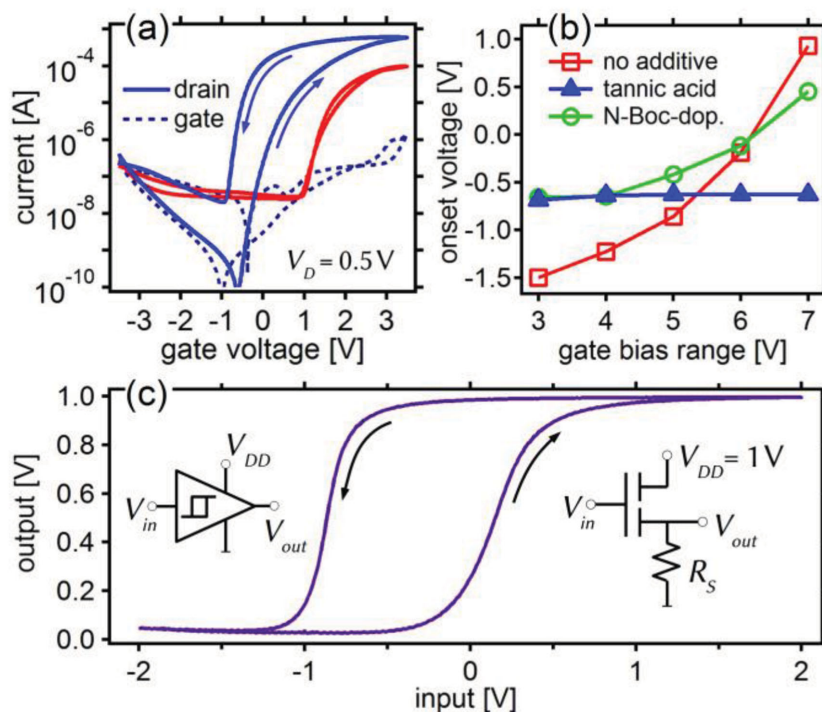 (a)
current [A]
10⁻⁴
10⁻⁶
10⁻⁸
10⁻¹⁰
drain
gate
V_D = 0.5 V
-3 -2 -1 0 1 2 3
gate voltage [V]
(b)
onset voltage [V]
1.0
0.5
0.0
-0.5
-1.0
-1.5
no additive
tannic acid
N-Boc-dop.
3 4 5 6 7
gate bias range [V]
(c)
output [V]
1.0
0.8
0.6
0.4
0.2
0.0
V_DD
V_in
V_out
V_DD = 1 V
V_in
V_out
R_S
-2 -1 0 1 2
input [V]